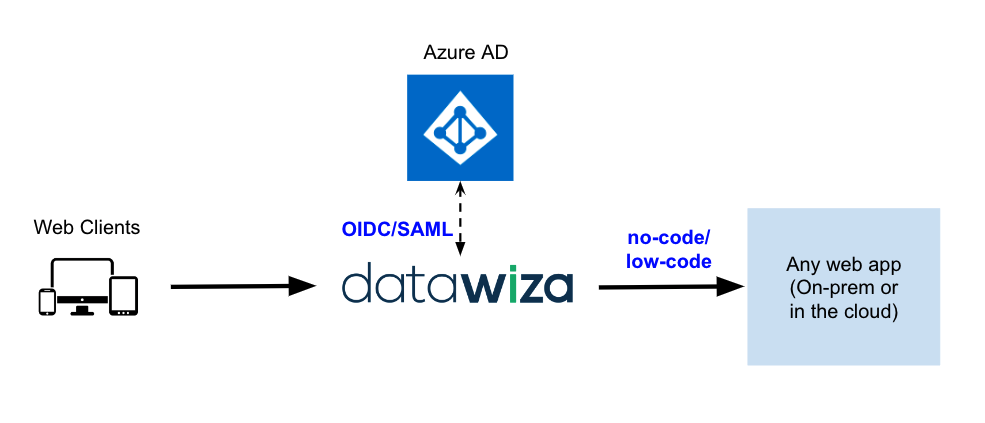 Azure AD
Web Clients
OIDC/SAML
datawiza
no-code/
low-code
Any web app
(On-prem or
in the cloud)